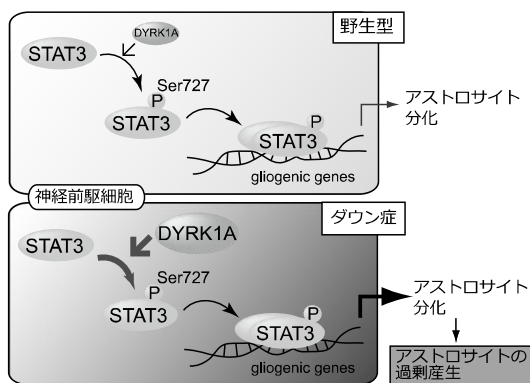 野生型
DYRK1A
STAT3
Ser727
P
STAT3
P
STAT3
gliogenic genes
アストロサイト
分化
神経前駆細胞
ダウン症
DYRK1A
STAT3
Ser727
P
STAT3
P
STAT3
gliogenic genes
アストロサイト
分化
アストロサイトの
過剰産生